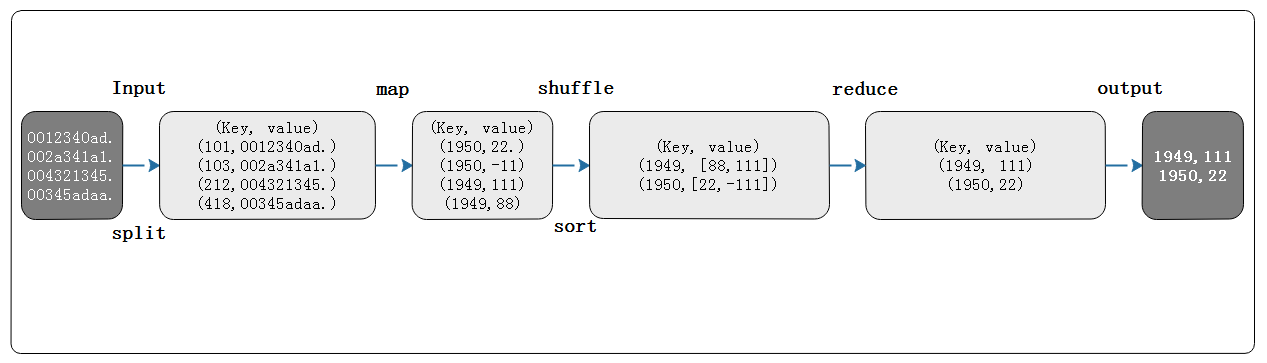 Input
map
shuffle
reduce
output
0012340ad.
002a341a1.
004321345.
00345adaa.
(Key, value)
(101,0012340ad.)
(103,002a341a1.)
(212,004321345.)
(418,00345adaa.)
(Key, value)
(1950,22.)
(1950,-11)
(1949,111)
(1949,88)
(Key, value)
(1949, [88,111])
(1950,[22,-111])
(Key, value)
(1949, 111)
(1950,22)
1949,111
1950,22
split
sort